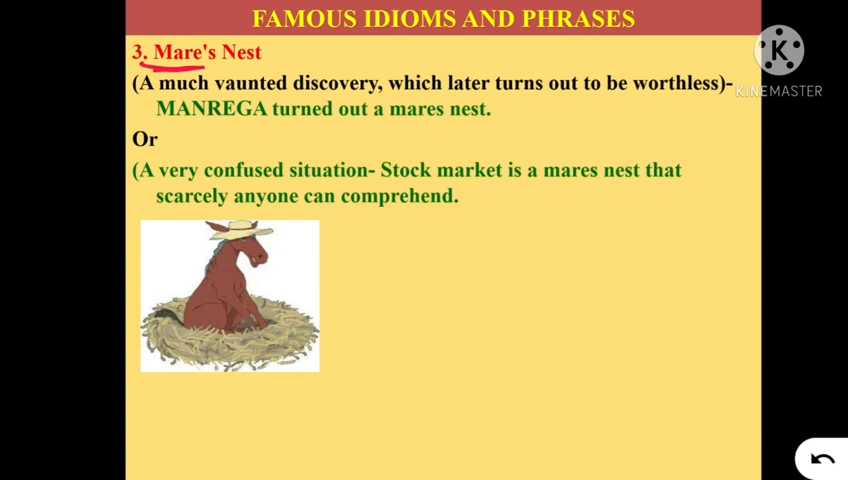 FAMOUS IDIOMS AND PHRASES
3. Mare's Nest
(A much vaunted discovery, which later turns out to be worthless)-
MANREGA turned out a mares nest.
Or
(A very confused situation- Stock market is a mares nest that
scarcely anyone can comprehend.
K
KINEMASTER